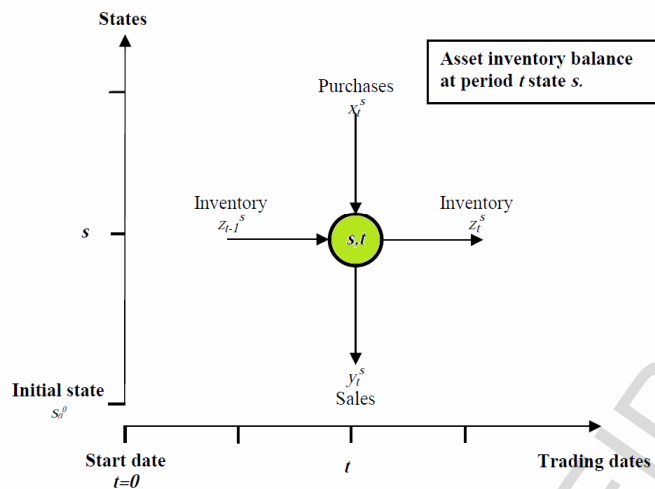 States
Asset inventory balance
at period t state s.
Purchases
x_t^s
Inventory
z_{t-1}^s
Inventory
z_t^s
s
s,t
y_t^s
Sales
Initial state
s_0^0
Start date
t=0
t
Trading dates